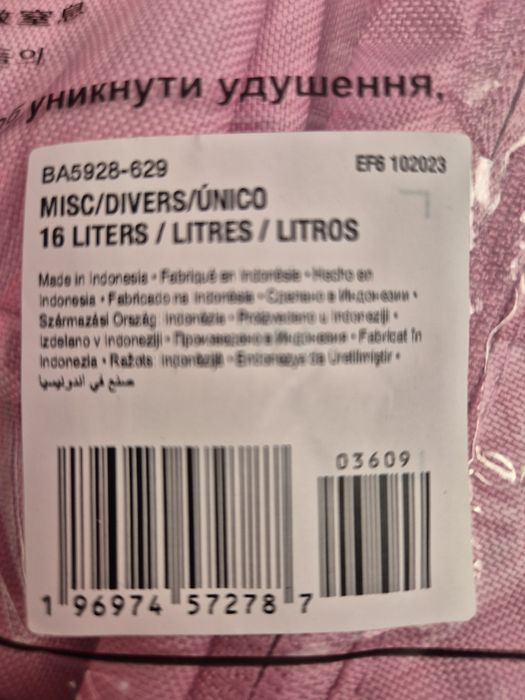 窒息
уникнути удушення,
BA5928-629 EF6 102023
MISC/DIVERS/ÚNICO
16 LITERS / LITRES / LITROS
Made in Indonesia • Fabriqué en Indonésie • Hecho en
Indonesia • Fabricado na Indonésia • Сделано в Индонезии •
Származási Ország: Indonézia • Proizvedeno u Indoneziji •
Izdelano v Indoneziji • Произведено в Индонезия • Fabricat în
Indonezia • Ražots: Indonēzijā • Endonezya'da Üretilmiştir •
صنع في اندونيسيا
03609
1 96974 57278 7